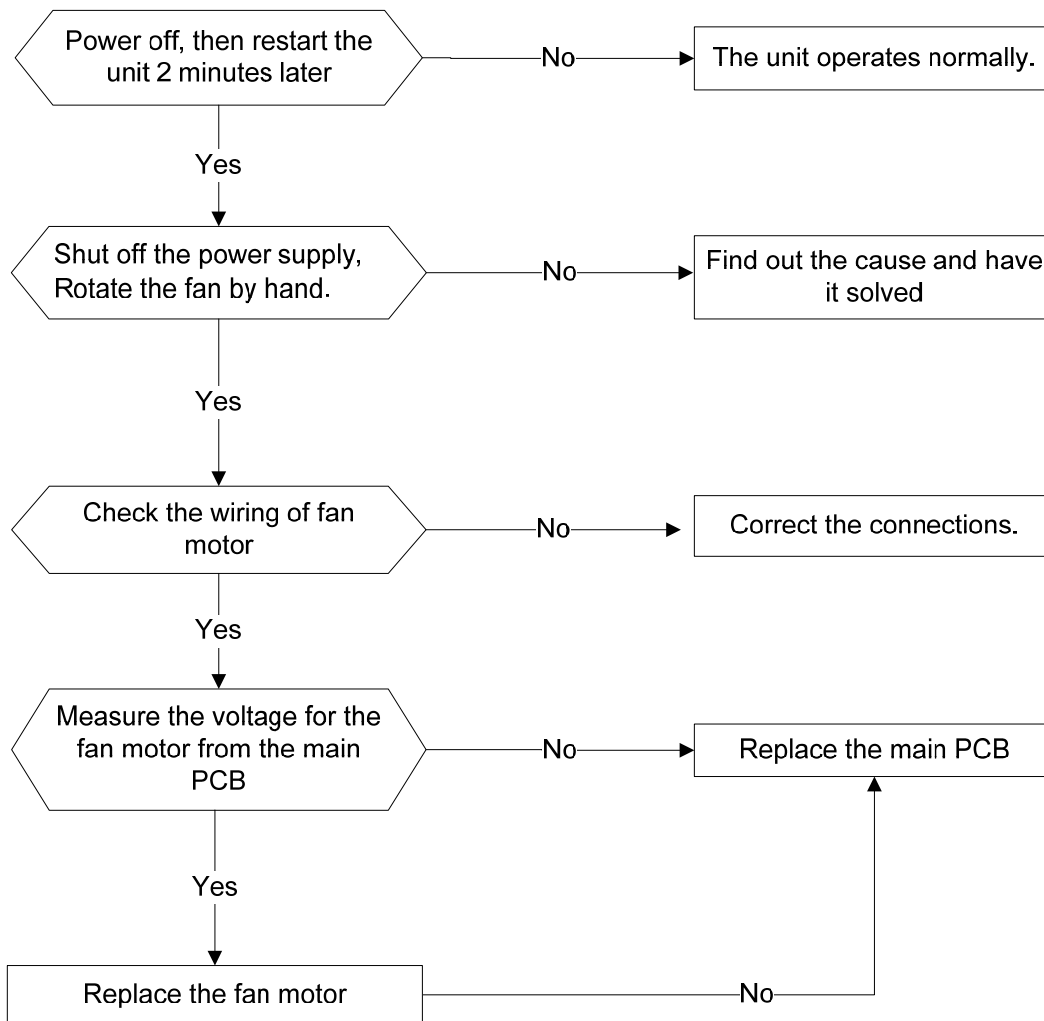 Power off, then restart the
unit 2 minutes later
No
The unit operates normally.
Yes
Shut off the power supply,
Rotate the fan by hand.
No
Find out the cause and have
it solved
Yes
Check the wiring of fan
motor
No
Correct the connections.
Yes
Measure the voltage for the
fan motor from the main
PCB
No
Replace the main PCB
Yes
Replace the fan motor
No